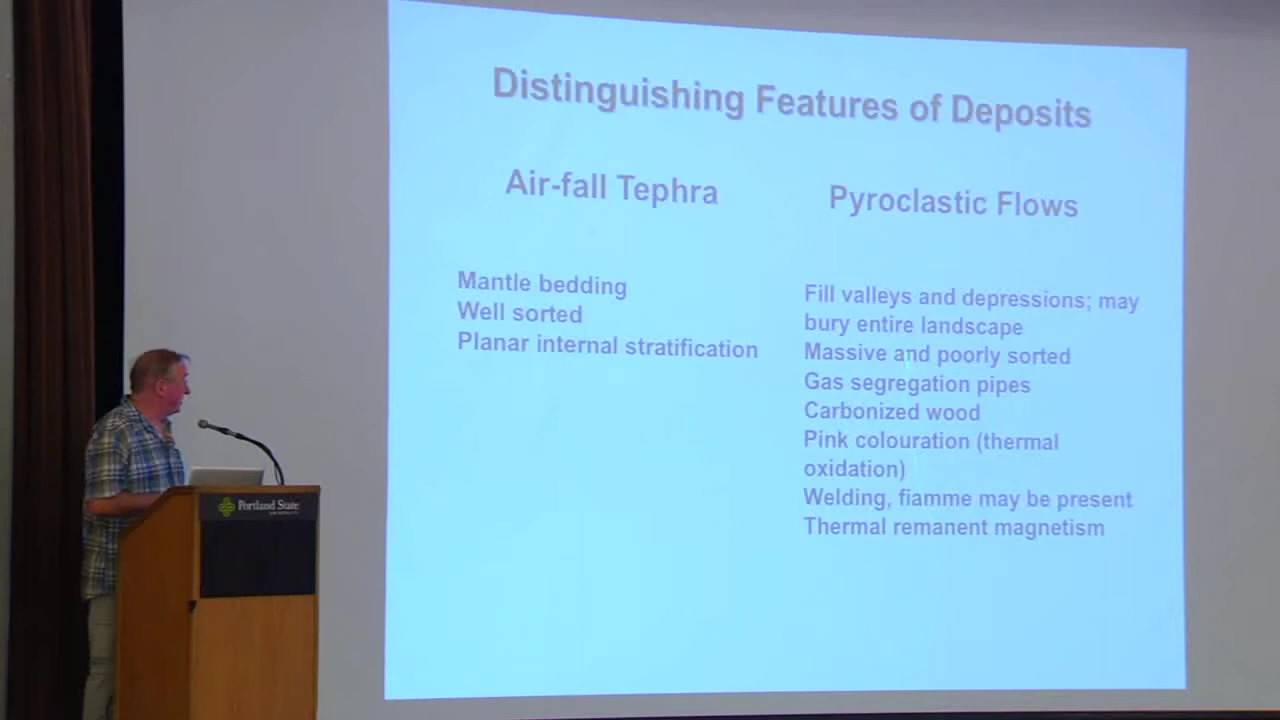 Distinguishing Features of Deposits
Air-fall Tephra
Mantle bedding
Well sorted
Planar internal stratification
Pyroclastic Flows
Fill valleys and depressions; may
bury entire landscape
Massive and poorly sorted
Gas segregation pipes
Carbonized wood
Pink colouration (thermal
oxidation)
Welding, fiamme may be present
Thermal remanent magnetism
Portland State